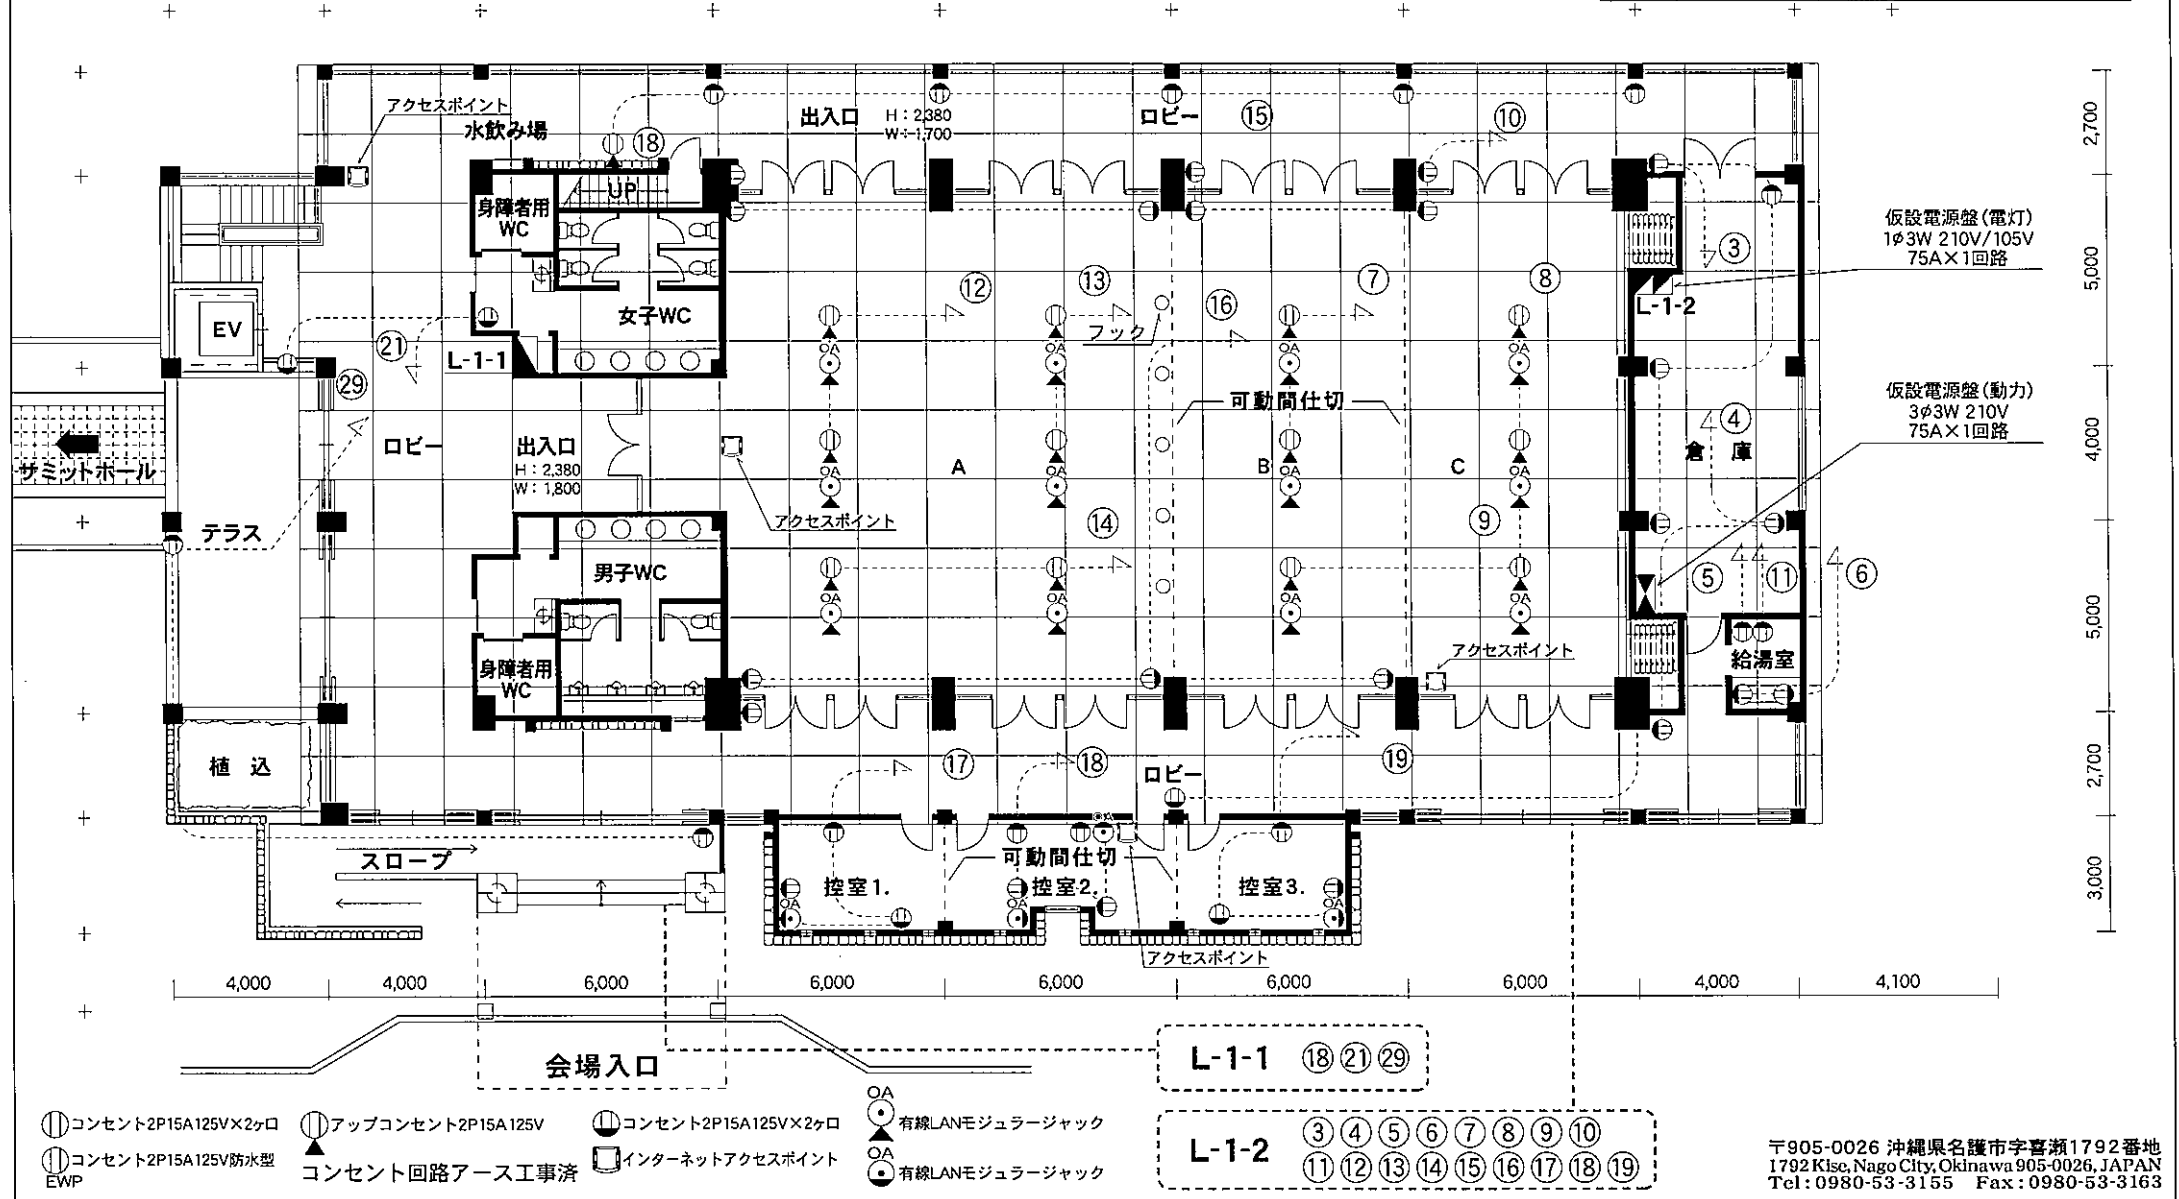 アクセスポイント
水飲み場
⑱
出入口
H：2,380
W：1,700
ロビー
⑮
⑩
2,700
UP
身障者用
WC
仮設電源盤(電灯)
1φ3W 210V/105V
75A×1回路
③
⑫
⑬
⑦
⑧
⑯
5,000
EV
女子WC
フック
L-1-2
㉑
L-1-1
㉙
可動間仕切
仮設電源盤(動力)
3φ3W 210V
75A×1回路
④
4,000
ロビー
出入口
H：2,380
W：1,800
サミットホール
A
B
C
倉庫
アクセスポイント
⑭
⑨
テラス
男子WC
⑤
⑪
⑥
5,000
身障者用
WC
アクセスポイント
給湯室
植込
⑰
⑱
ロビー
⑲
2,700
スロープ
可動間仕切
控室1.
控室2.
控室3.
OA
3,000
アクセスポイント
4,000 4,000 6,000 6,000 6,000 6,000 6,000 4,000 4,100
会場入口
L-1-1 ⑱㉑㉙
コンセント2P15A125V×2ヶ口
アップコンセント2P15A125V
コンセント2P15A125V×2ヶ口
OA
有線LANモジュラージャック
コンセント2P15A125V防水型
EWP
コンセント回路アース工事済
インターネットアクセスポイント
OA
有線LANモジュラージャック
L-1-2
③④⑤⑥⑦⑧⑨⑩
⑪⑫⑬⑭⑮⑯⑰⑱⑲
〒905-0026 沖縄県名護市字喜瀬1792番地
1792 Kise, Nago City, Okinawa 905-0026, JAPAN
Tel：0980-53-3155 Fax：0980-53-3163